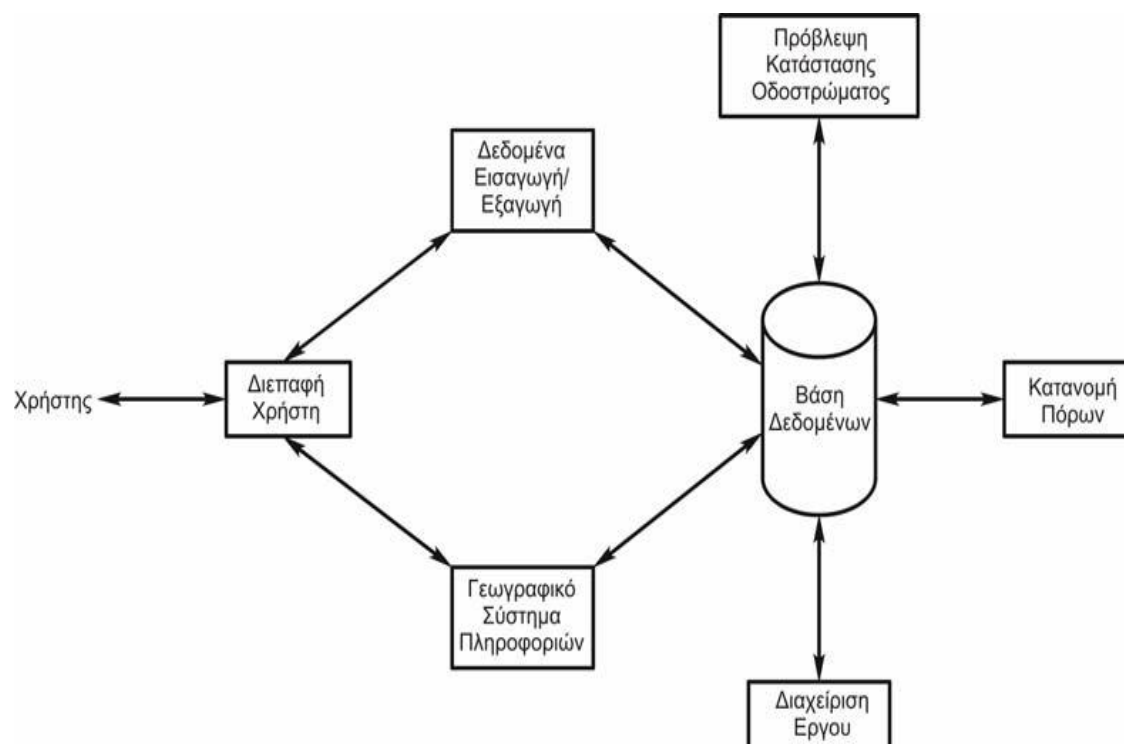 Πρόβλεψη
Κατάστασης
Οδοστρώματος
Δεδομένα
Εισαγωγή/
Εξαγωγή
Χρήστης
Διεπαφή
Χρήστη
Βάση
Δεδομένων
Κατανομή
Πόρων
Γεωγραφικό
Σύστημα
Πληροφοριών
Διαχείριση
Εργου